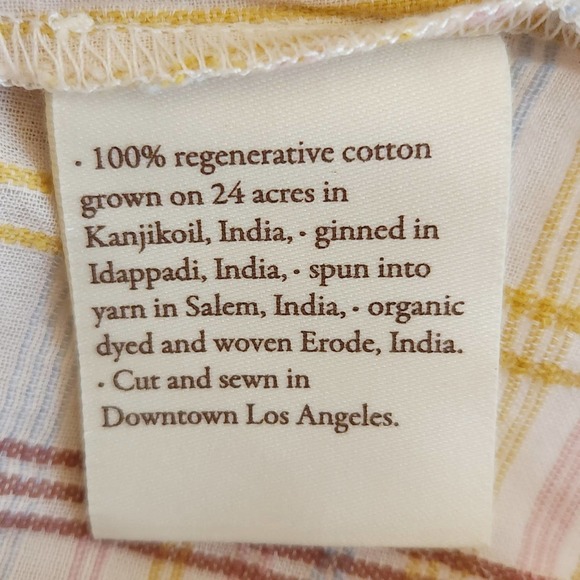 · 100% regenerative cotton
grown on 24 acres in
Kanjikoil, India, · ginned in
Idappadi, India, · spun into
yarn in Salem, India, · organic
dyed and woven Erode, India.
· Cut and sewn in
Downtown Los Angeles.